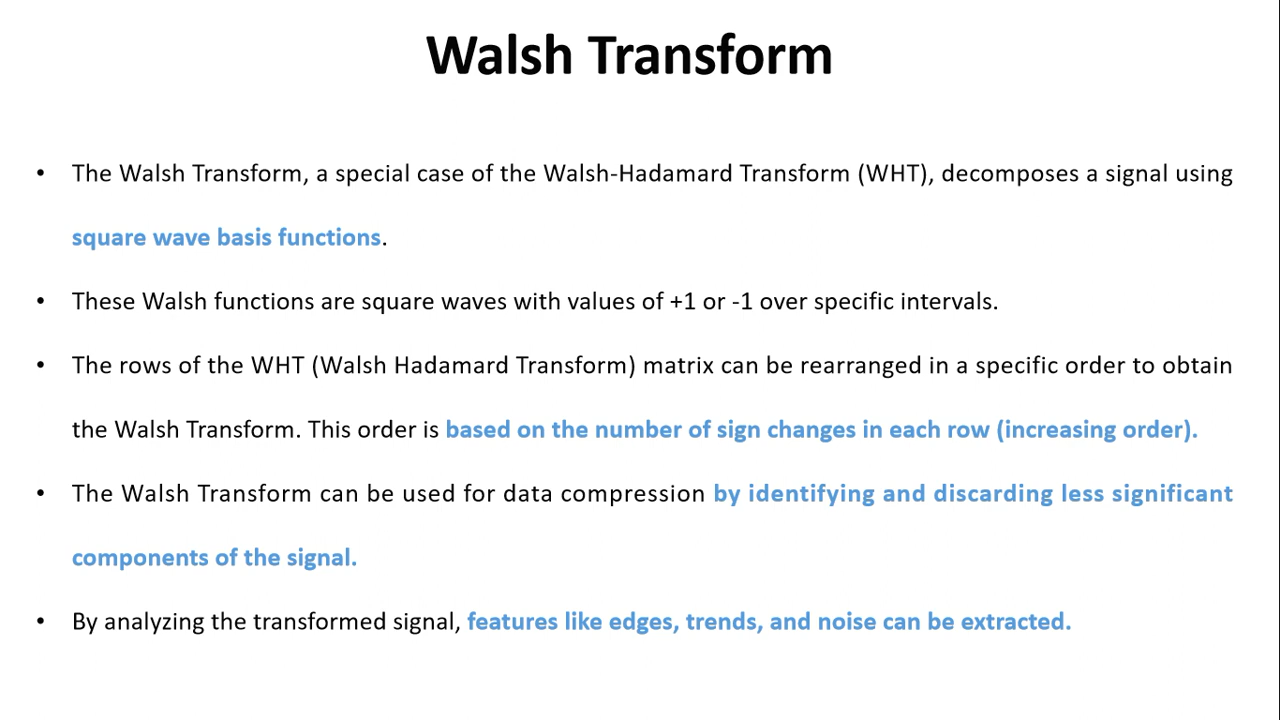 Walsh Transform
• The Walsh Transform, a special case of the Walsh-Hadamard Transform (WHT), decomposes a signal using
square wave basis functions.
• These Walsh functions are square waves with values of +1 or -1 over specific intervals.
• The rows of the WHT (Walsh Hadamard Transform) matrix can be rearranged in a specific order to obtain
the Walsh Transform. This order is based on the number of sign changes in each row (increasing order).
• The Walsh Transform can be used for data compression by identifying and discarding less significant
components of the signal.
• By analyzing the transformed signal, features like edges, trends, and noise can be extracted.